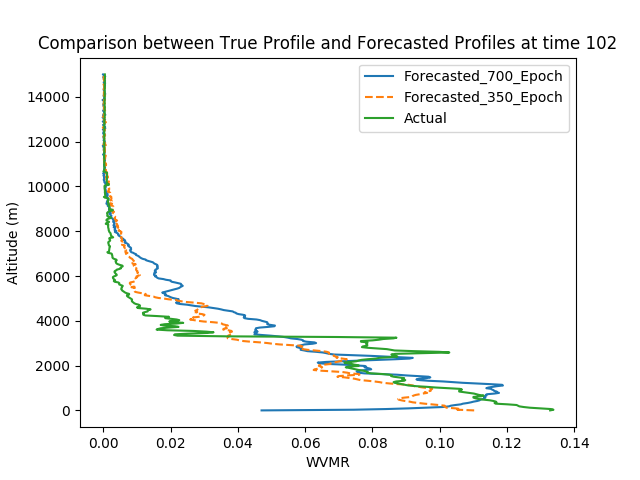 Comparison between True Profile and Forecasted Profiles at time 102
Forecasted_700_Epoch
Forecasted_350_Epoch
Actual
Altitude (m)
14000
12000
10000
8000
6000
4000
2000
0
0.00 0.02 0.04 0.06 0.08 0.10 0.12 0.14
WVMR